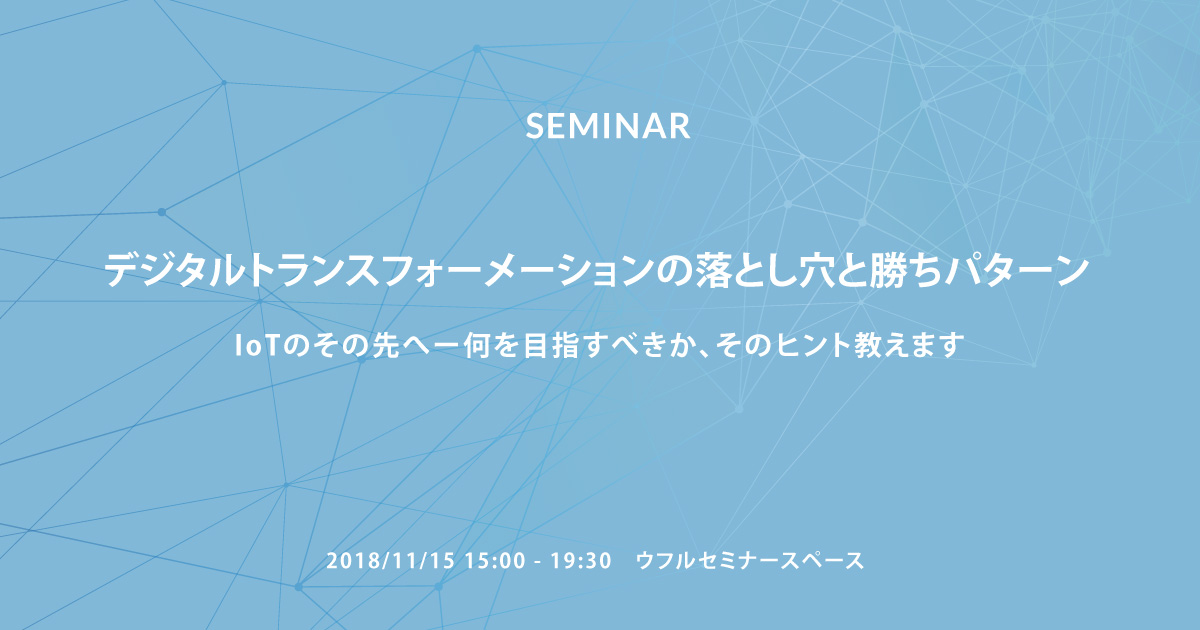 SEMINAR
デジタルトランスフォーメーションの落とし穴と勝ちパターン
IoTのその先へー何を目指すべきか、そのヒント教えます
2018/11/15 15:00 - 19:30　ウフルセミナースペース